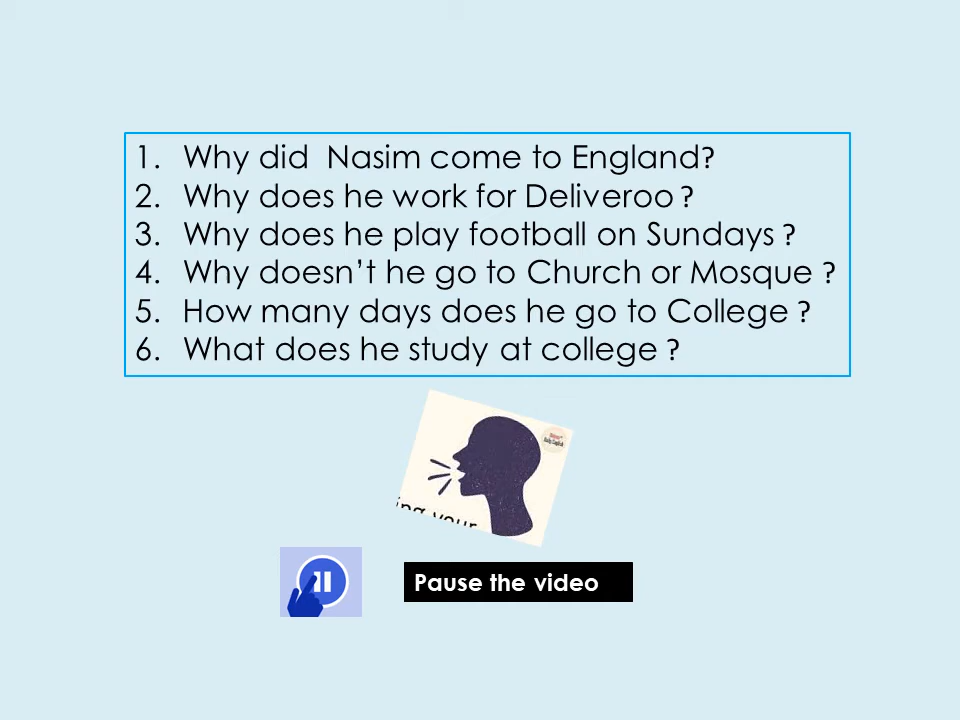 1. Why did Nasim come to England?
2. Why does he work for Deliveroo ?
3. Why does he play football on Sundays ?
4. Why doesn’t he go to Church or Mosque ?
5. How many days does he go to College ?
6. What does he study at college ?
ing your
Pause the video